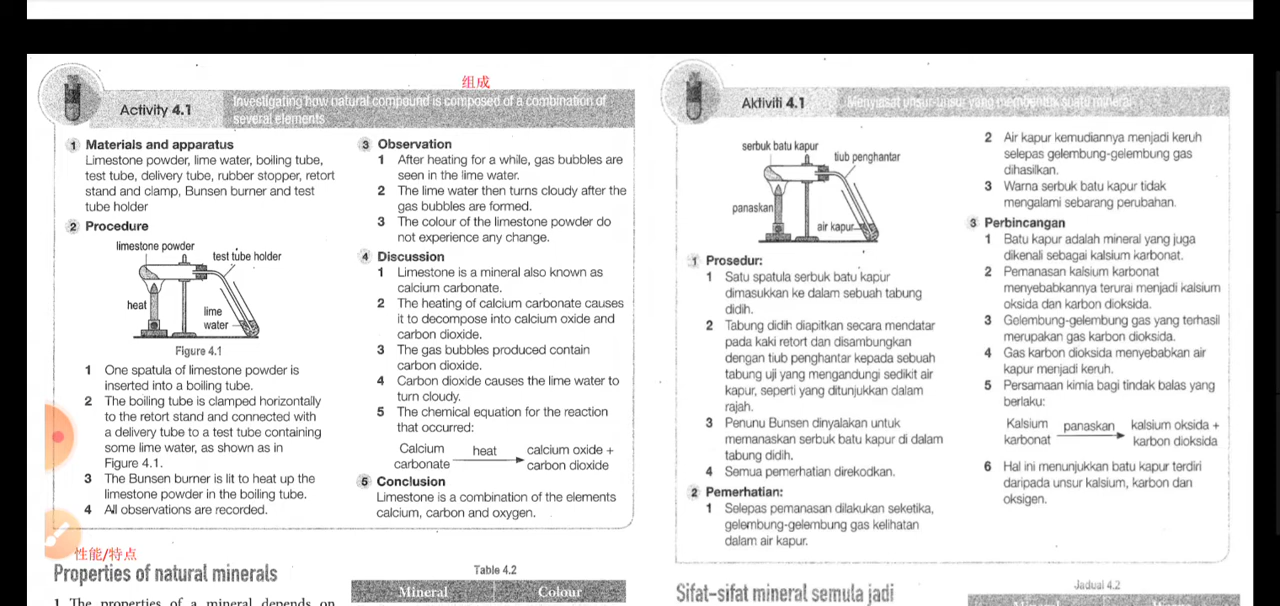 组成
Activity 4.1
Investigating how natural compound is composed of a combination of
several elements
1 Materials and apparatus
Limestone powder, lime water, boiling tube,
test tube, delivery tube, rubber stopper, retort
stand and clamp, Bunsen burner and test
tube holder
2 Procedure
limestone powder
test tube holder
heat
lime
water
Figure 4.1
1 One spatula of limestone powder is
inserted into a boiling tube.
2 The boiling tube is clamped horizontally
to the retort stand and connected with
a delivery tube to a test tube containing
some lime water, as shown as in
Figure 4.1.
3 The Bunsen burner is lit to heat up the
limestone powder in the boiling tube.
4 All observations are recorded.
3 Observation
1 After heating for a while, gas bubbles are
seen in the lime water.
2 The lime water then turns cloudy after the
gas bubbles are formed.
3 The colour of the limestone powder do
not experience any change.
4 Discussion
1 Limestone is a mineral also known as
calcium carbonate.
2 The heating of calcium carbonate causes
it to decompose into calcium oxide and
carbon dioxide.
3 The gas bubbles produced contain
carbon dioxide.
4 Carbon dioxide causes the lime water to
turn cloudy.
5 The chemical equation for the reaction
that occurred:
Calcium heat calcium oxide +
carbonate carbon dioxide
5 Conclusion
Limestone is a combination of the elements
calcium, carbon and oxygen.
性能/特点
Properties of natural minerals
1 The properties of a mineral depends on
Table 4.2
Mineral Colour
Aktiviti 4.1
Menyiasat unsur-unsur yang membentuk suatu mineral
serbuk batu kapur
tiub penghantar
panaskan
air kapur
1 Prosedur:
1 Satu spatula serbuk batu kapur
dimasukkan ke dalam sebuah tabung
didih.
2 Tabung didih diapitkan secara mendatar
pada kaki retort dan disambungkan
dengan tiub penghantar kepada sebuah
tabung uji yang mengandungi sedikit air
kapur, seperti yang ditunjukkan dalam
rajah.
3 Penunu Bunsen dinyalakan untuk
memanaskan serbuk batu kapur di dalam
tabung didih.
4 Semua pemerhatian direkodkan.
2 Pemerhatian:
1 Selepas pemanasan dilakukan seketika,
gelembung-gelembung gas kelihatan
dalam air kapur.
2 Air kapur kemudiannya menjadi keruh
selepas gelembung-gelembung gas
dihasilkan.
3 Warna serbuk batu kapur tidak
mengalami sebarang perubahan.
3 Perbincangan
1 Batu kapur adalah mineral yang juga
dikenali sebagai kalsium karbonat.
2 Pemanasan kalsium karbonat
menyebabkannya terurai menjadi kalsium
oksida dan karbon dioksida.
3 Gelembung-gelembung gas yang terhasil
merupakan gas karbon dioksida.
4 Gas karbon dioksida menyebabkan air
kapur menjadi keruh.
5 Persamaan kimia bagi tindak balas yang
berlaku:
Kalsium panaskan kalsium oksida +
karbonat karbon dioksida
6 Hal ini menunjukkan batu kapur terdiri
daripada unsur kalsium, karbon dan
oksigen.
Sifat-sifat mineral semula jadi
Jadual 4.2